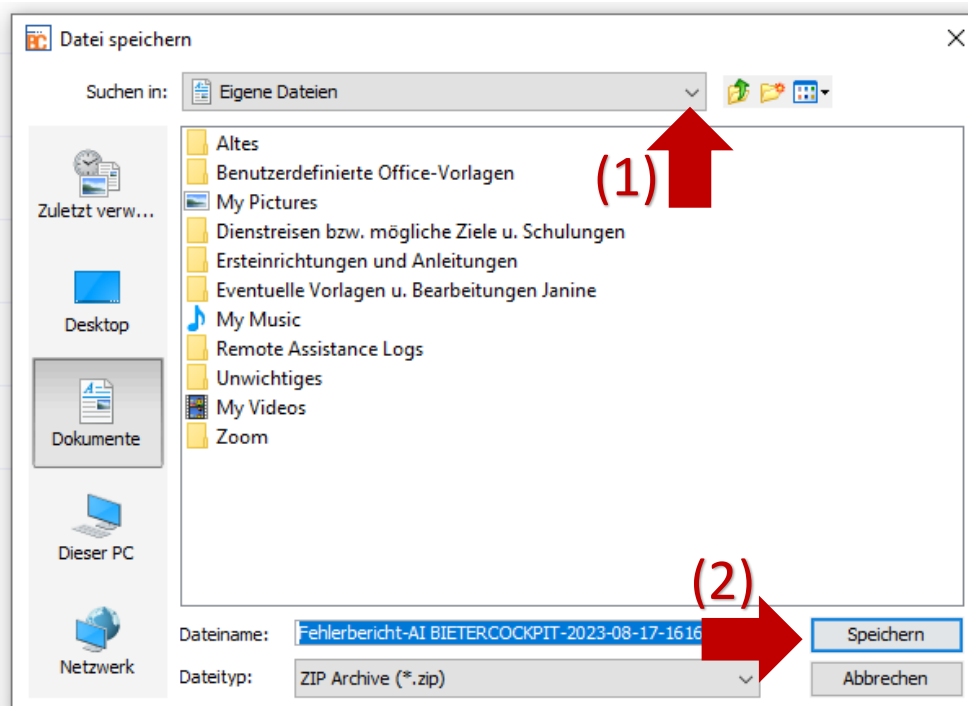 BC Datei speichern
Suchen in: Eigene Dateien
(1)
Altes
Benutzerdefinierte Office-Vorlagen
My Pictures
Dienstreisen bzw. mögliche Ziele u. Schulungen
Ersteinrichtungen und Anleitungen
Eventuelle Vorlagen u. Bearbeitungen Janine
My Music
Remote Assistance Logs
Unwichtiges
My Videos
Zoom
Zuletzt verw...
Desktop
Dokumente
Dieser PC
Netzwerk
(2)
Dateiname: Fehlerbericht-AI BIETERCOCKPIT-2023-08-17-1616 Speichern
Dateityp: ZIP Archive (*.zip) Abbrechen